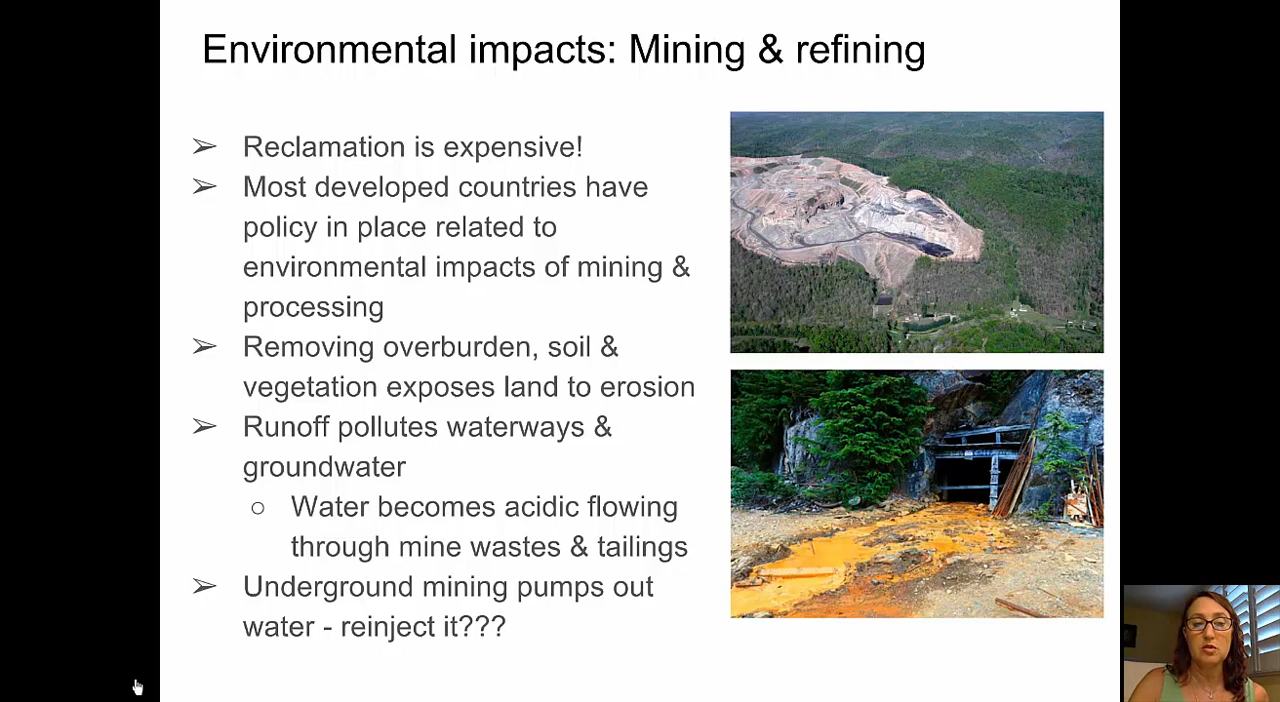 Environmental impacts: Mining & refining
➢ Reclamation is expensive!
➢ Most developed countries have
policy in place related to
environmental impacts of mining &
processing
➢ Removing overburden, soil &
vegetation exposes land to erosion
➢ Runoff pollutes waterways &
groundwater
○ Water becomes acidic flowing
through mine wastes & tailings
➢ Underground mining pumps out
water - reinject it???